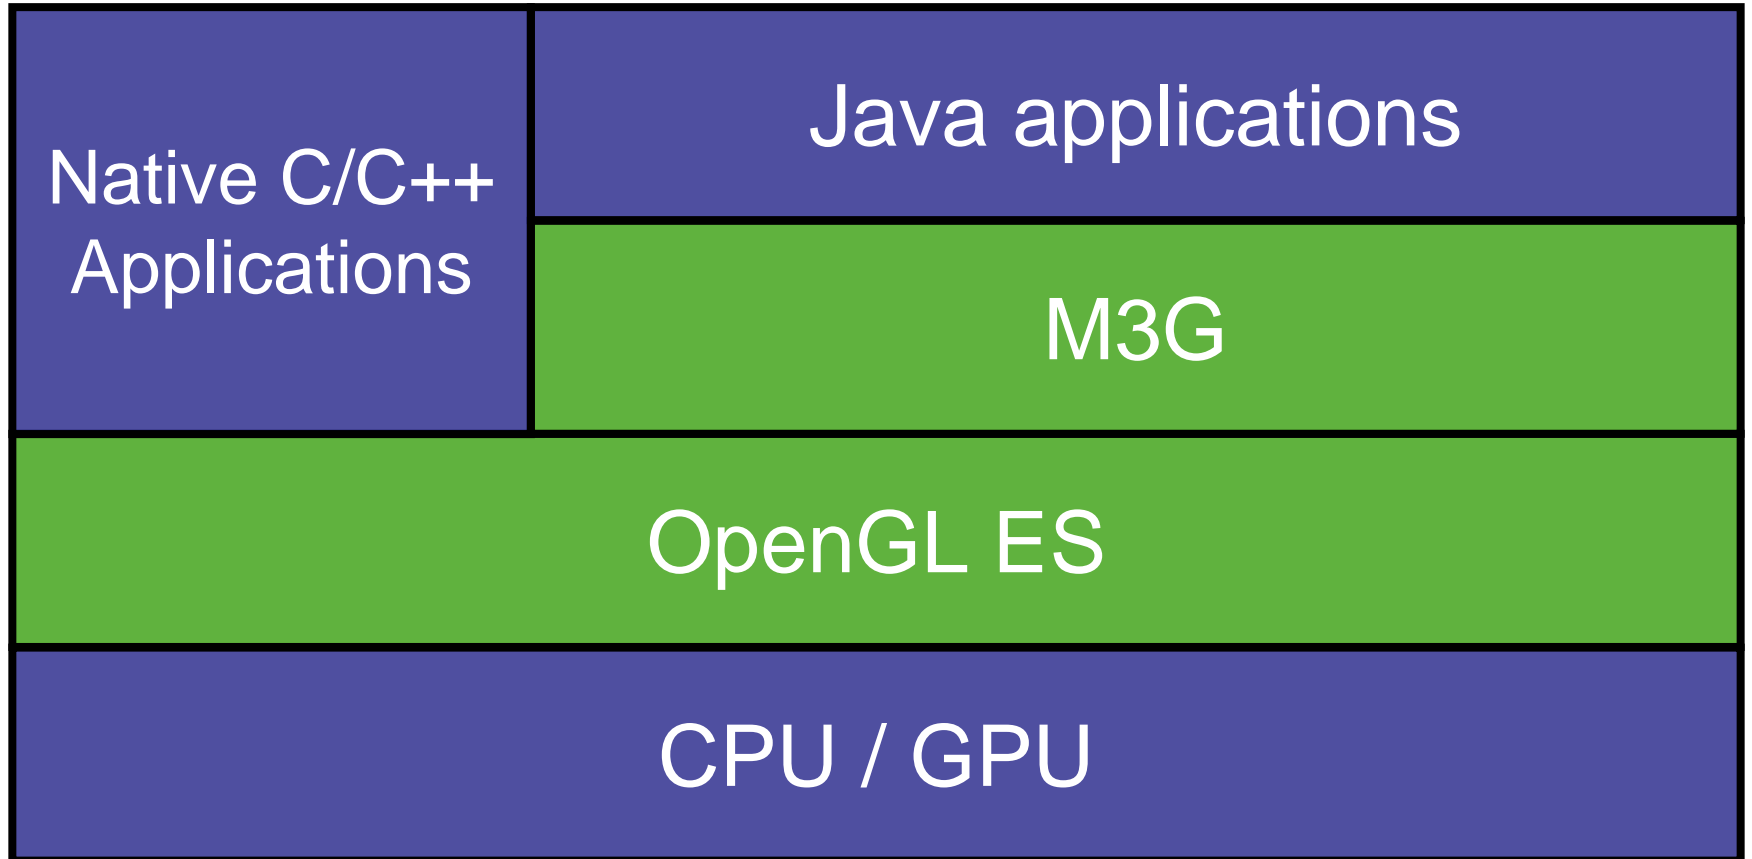 Native C/C++
Applications
Java applications
M3G
OpenGL ES
CPU / GPU